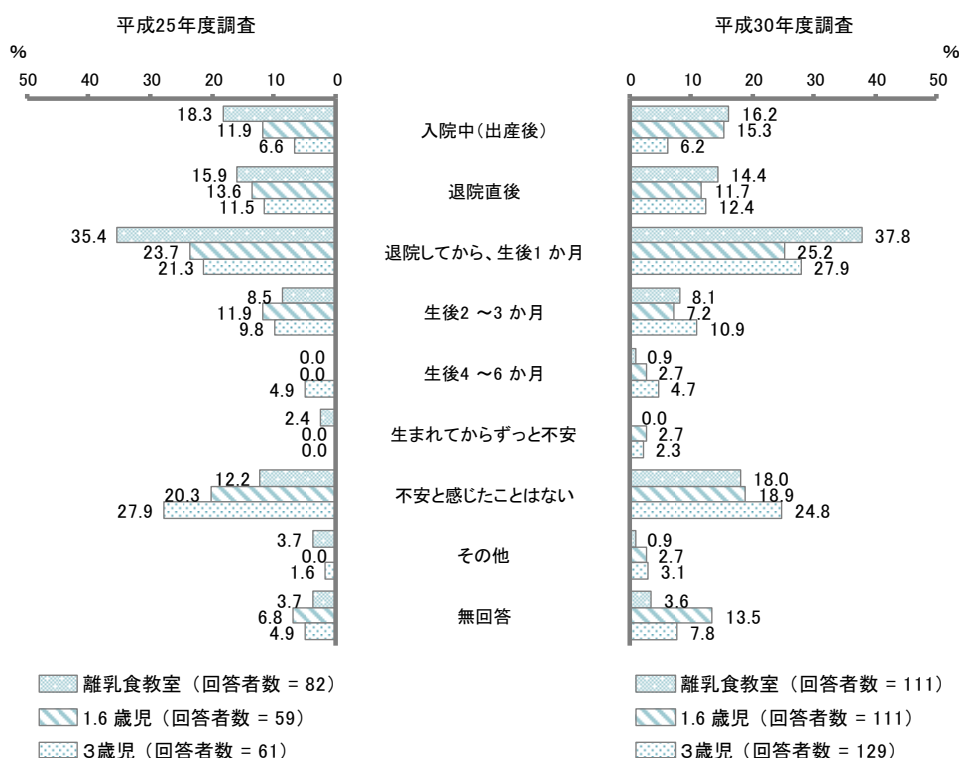 平成25年度調査
平成30年度調査
%
%
50 40 30 20 10 0
0 10 20 30 40 50
18.3
11.9
6.6
入院中（出産後）
16.2
15.3
6.2
15.9
13.6
11.5
退院直後
14.4
11.7
12.4
35.4
23.7
21.3
退院してから、生後1 か月
37.8
25.2
27.9
8.5
11.9
9.8
生後2 ～3 か月
8.1
7.2
10.9
0.0
0.0
4.9
生後4 ～6 か月
0.9
2.7
4.7
2.4
0.0
0.0
生まれてからずっと不安
0.0
2.7
2.3
12.2
20.3
27.9
不安と感じたことはない
18.0
18.9
24.8
3.7
0.0
1.6
その他
0.9
2.7
3.1
3.7
6.8
4.9
無回答
3.6
13.5
7.8
離乳食教室（回答者数 = 82）
1.6 歳児（回答者数 = 59）
３歳児（回答者数 = 61）
離乳食教室（回答者数 = 111）
1.6 歳児（回答者数 = 111）
３歳児（回答者数 = 129）